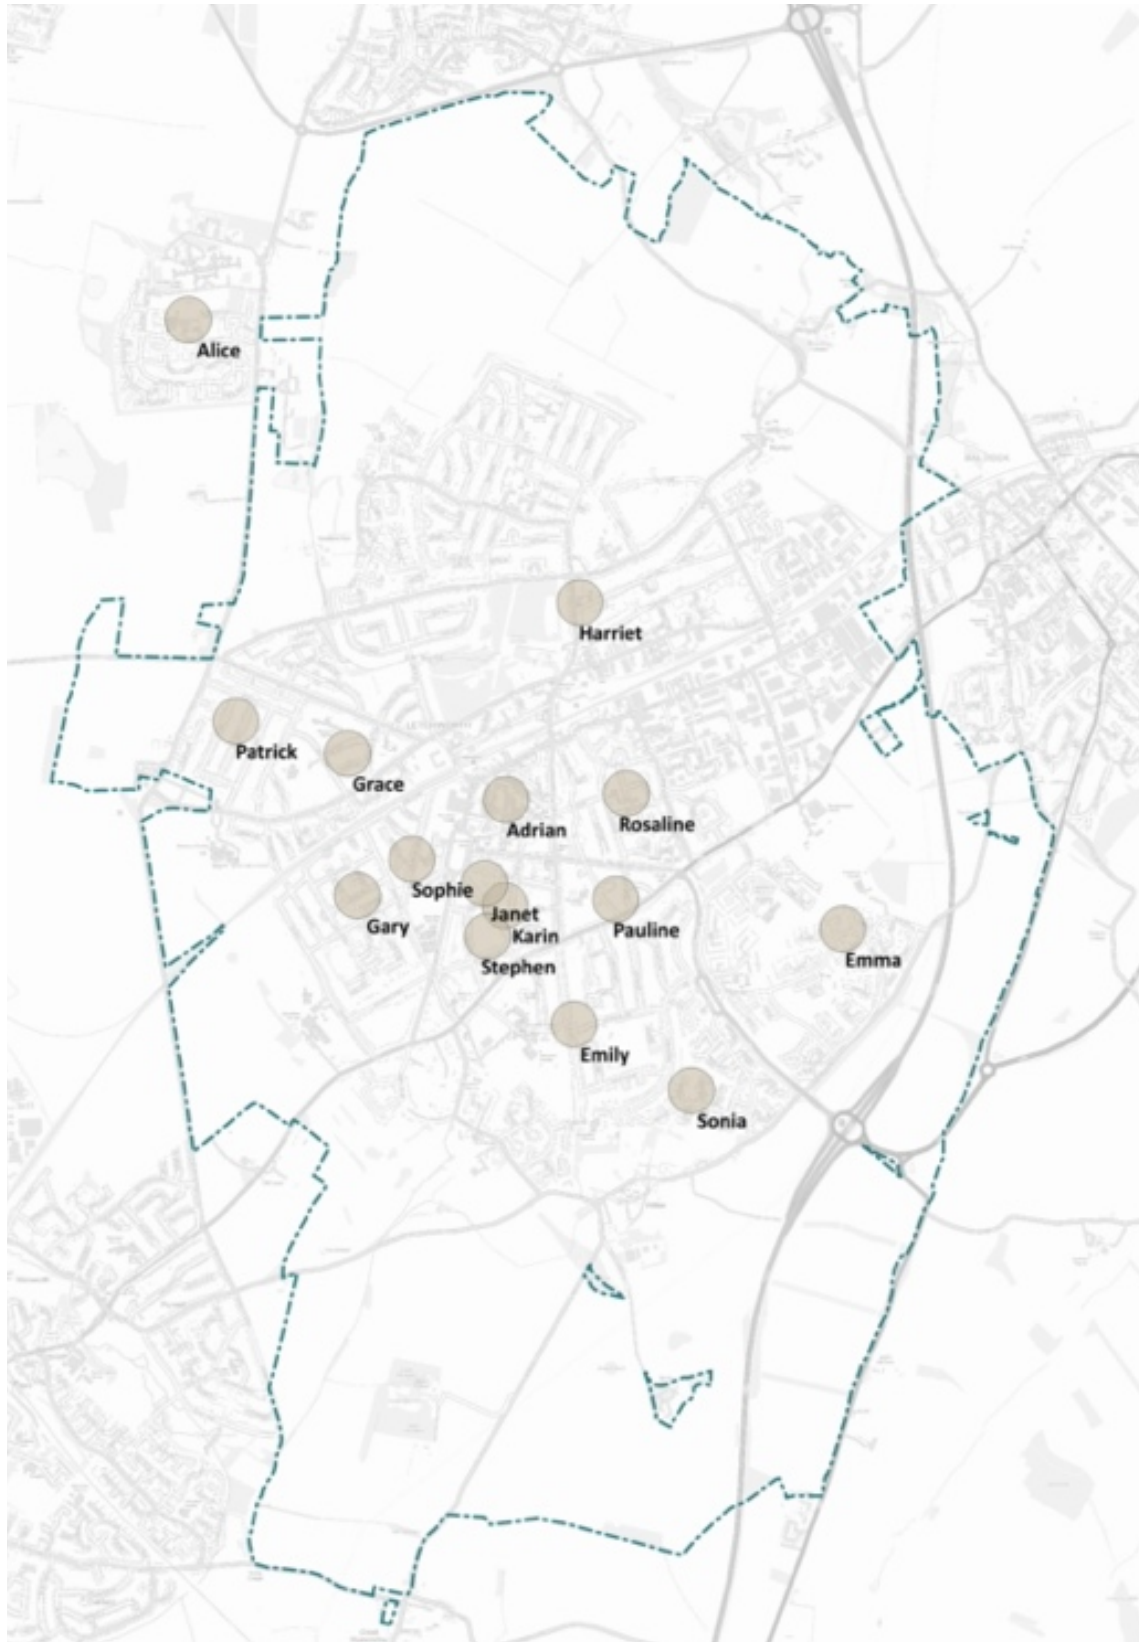 Alice
Harriet
Patrick
Grace
Adrian
Rosaline
Sophie
Janet
Gary
Karin
Pauline
Stephen
Emma
Emily
Sonia